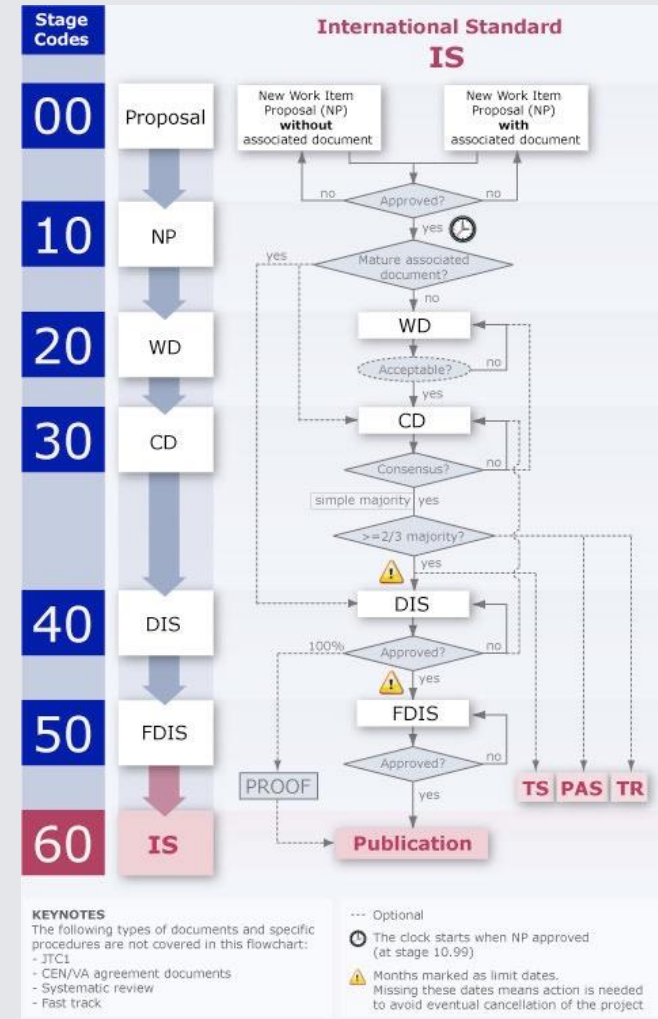 Stage
Codes
International Standard
IS
00
Proposal
New Work Item
Proposal (NP)
without
associated document
New Work Item
Proposal (NP)
with
associated document
no
Approved?
no
yes
10
NP
yes
Mature associated
document?
no
20
WD
WD
Acceptable?
no
yes
30
CD
CD
Consensus?
no
simple majority
yes
>=2/3 majority?
yes
40
DIS
DIS
100%
Approved?
no
yes
50
FDIS
FDIS
Approved?
no
PROOF
yes
TS
PAS
TR
60
IS
Publication
KEYNOTES
The following types of documents and specific
procedures are not covered in this flowchart:
- JTC1
- CEN/VA agreement documents
- Systematic review
- Fast track
--- Optional
The clock starts when NP approved
(at stage 10.99)
Months marked as limit dates.
Missing these dates means action is needed
to avoid eventual cancellation of the project